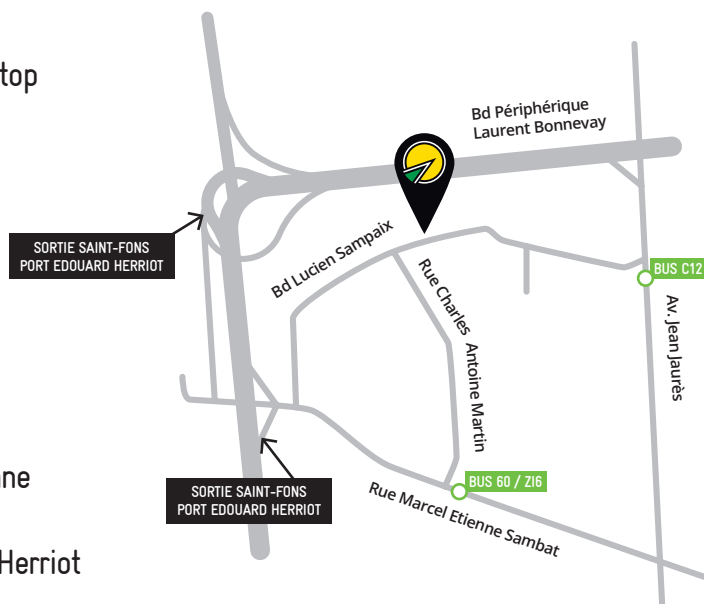 top
Bd Périphérique
Laurent Bonnevay
SORTIE SAINT-FONS
PORT EDOUARD HERRIOT
Bd Lucien Sampaix
BUS C12
Rue Charles Antoine Martin
Av. Jean Jaurès
ne
SORTIE SAINT-FONS
PORT EDOUARD HERRIOT
BUS 60 / ZI6
Rue Marcel Etienne Sambat
Herriot